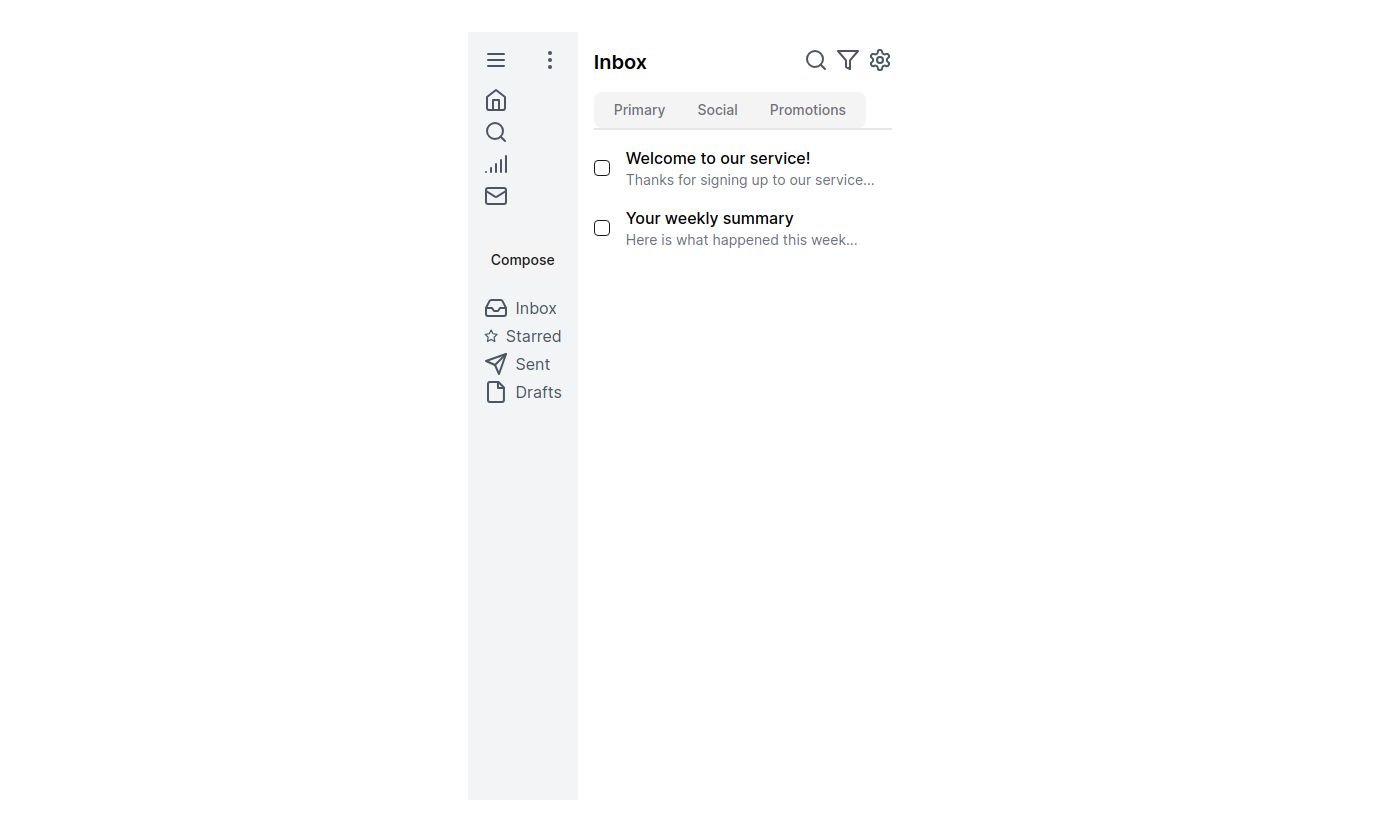 Inbox
Primary Social Promotions
Welcome to our service!
Thanks for signing up to our service...
Your weekly summary
Here is what happened this week...
Compose
Inbox
Starred
Sent
Drafts